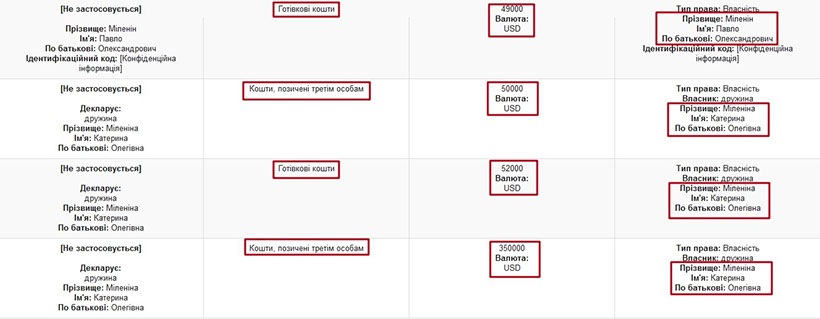 [Не застосовується]
Прізвище: Міленін
Ім'я: Павло
По батькові: Олександрович
Ідентифікаційний код: [Конфіденційна
інформація]
Готівкові кошти
49000
Валюта:
USD
Тип права: Власність
Прізвище: Міленін
Ім'я: Павло
По батькові: Олександрович
Ідентифікаційний код: [Конфіденційна
інформація]
[Не застосовується]
Декларує:
дружина
Прізвище: Міленіна
Ім'я: Катерина
По батькові: Олегівна
Кошти, позичені третім особам
50000
Валюта:
USD
Тип права: Власність
Власник: дружина
Прізвище: Міленіна
Ім'я: Катерина
По батькові: Олегівна
[Не застосовується]
Декларує:
дружина
Прізвище: Міленіна
Ім'я: Катерина
По батькові: Олегівна
Готівкові кошти
52000
Валюта:
USD
Тип права: Власність
Власник: дружина
Прізвище: Міленіна
Ім'я: Катерина
По батькові: Олегівна
[Не застосовується]
Декларує:
дружина
Прізвище: Міленіна
Ім'я: Катерина
По батькові: Олегівна
Кошти, позичені третім особам
350000
Валюта:
USD
Тип права: Власність
Власник: дружина
Прізвище: Міленіна
Ім'я: Катерина
По батькові: Олегівна